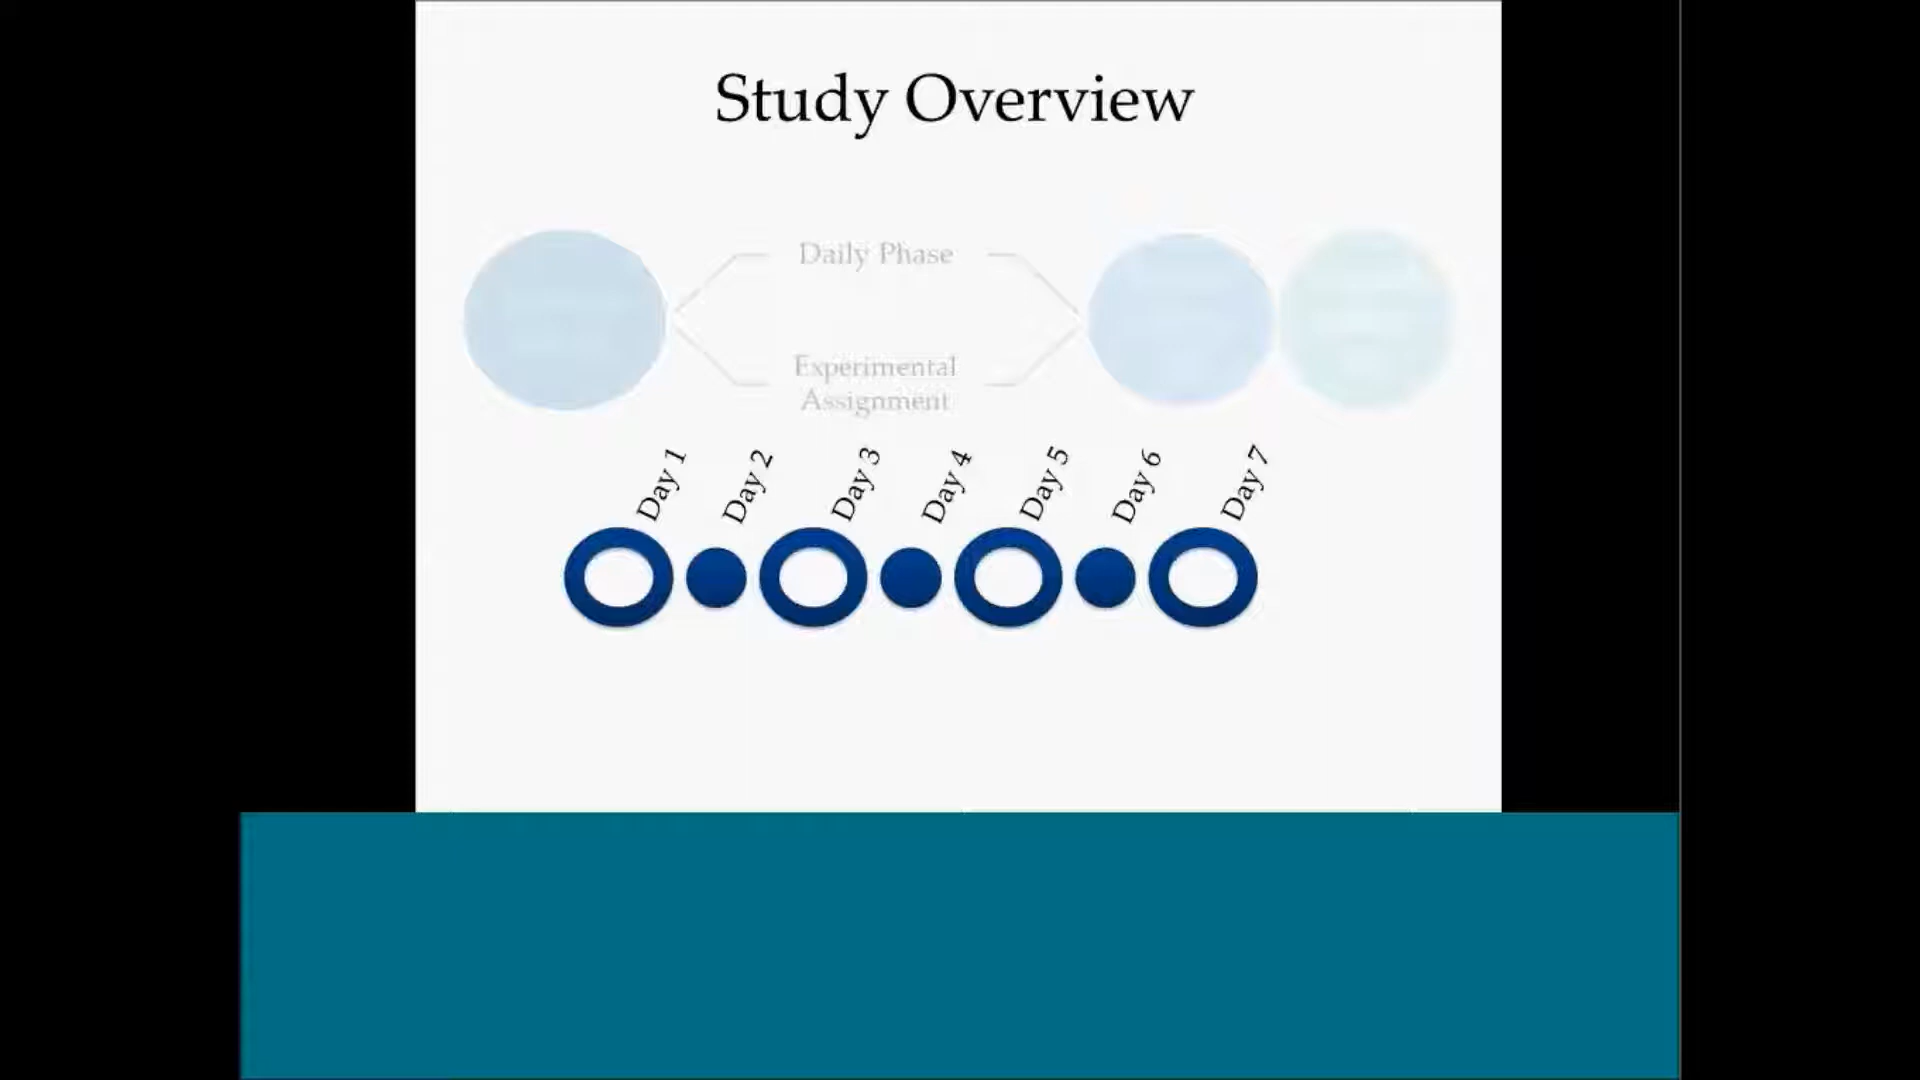 Study Overview
Daily Phase
Experimental
Assignment
Day 1
Day 2
Day 3
Day 4
Day 5
Day 6
Day 7